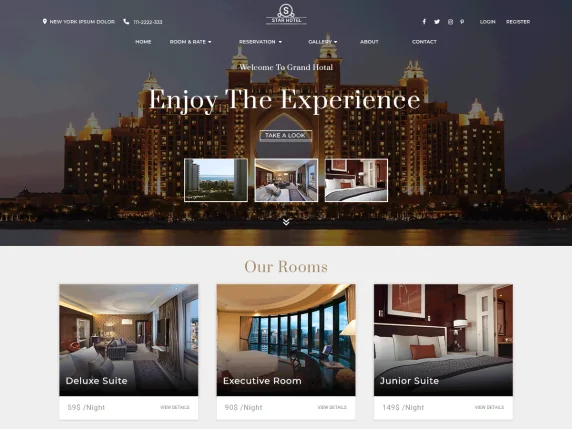 NEW YORK IPSUM DOLOR
111-2222-333
S
STAR HOTEL
LOGIN
REGISTER
HOME
ROOM & RATE
RESERVATION
GALLERY
ABOUT
CONTACT
Welcome To Grand Hotal
Enjoy The Experience
TAKE A LOOK
Our Rooms
Deluxe Suite
Executive Room
Junior Suite
59$ /Night
VIEW DETAILS
90$ /Night
VIEW DETAILS
149$ /Night
VIEW DETAILS